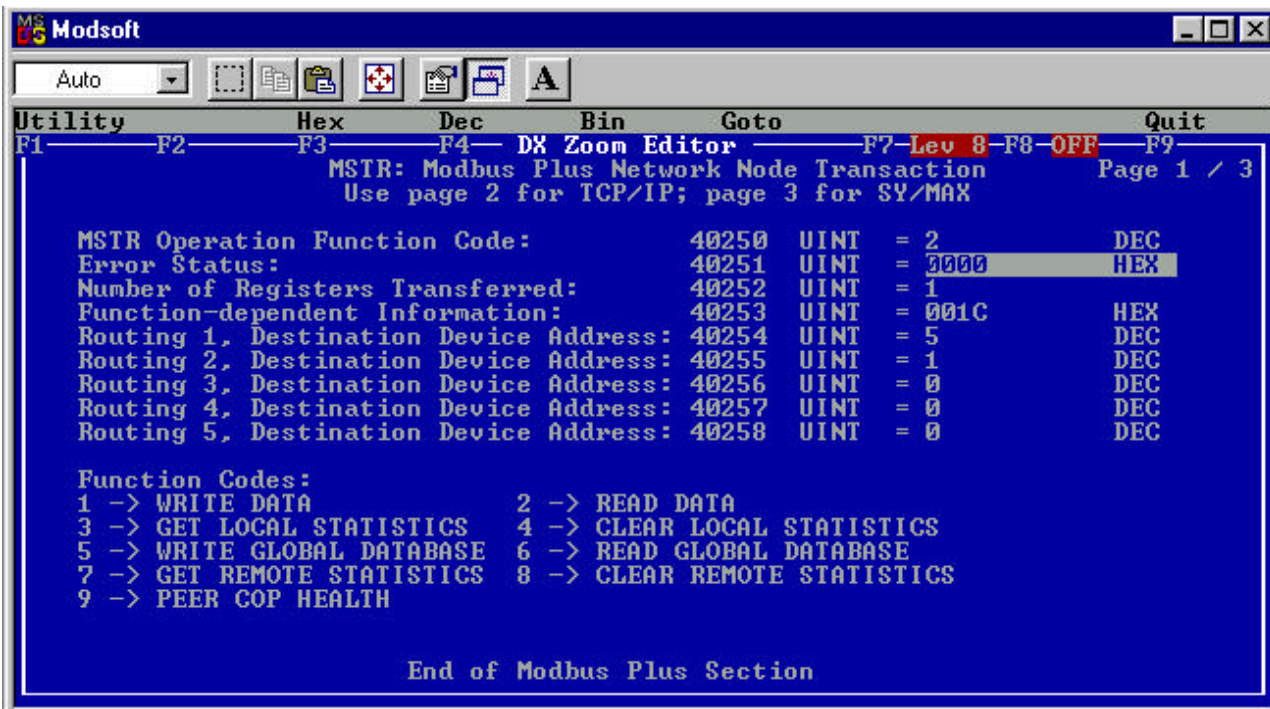 Modsoft
Auto A
Utility Hex Dec Bin Goto Quit
F1 F2 F3 F4 DX Zoom Editor F7 Lev 8 F8 OFF F9
MSTR: Modbus Plus Network Node Transaction Page 1 / 3
Use page 2 for TCP/IP; page 3 for SY/MAX
MSTR Operation Function Code: 40250 UINT = 2 DEC
Error Status: 40251 UINT = 0000 HEX
Number of Registers Transferred: 40252 UINT = 1
Function-dependent Information: 40253 UINT = 001C HEX
Routing 1, Destination Device Address: 40254 UINT = 5 DEC
Routing 2, Destination Device Address: 40255 UINT = 1 DEC
Routing 3, Destination Device Address: 40256 UINT = 0 DEC
Routing 4, Destination Device Address: 40257 UINT = 0 DEC
Routing 5, Destination Device Address: 40258 UINT = 0 DEC
Function Codes:
1 -> WRITE DATA 2 -> READ DATA
3 -> GET LOCAL STATISTICS 4 -> CLEAR LOCAL STATISTICS
5 -> WRITE GLOBAL DATABASE 6 -> READ GLOBAL DATABASE
7 -> GET REMOTE STATISTICS 8 -> CLEAR REMOTE STATISTICS
9 -> PEER COP HEALTH
End of Modbus Plus Section